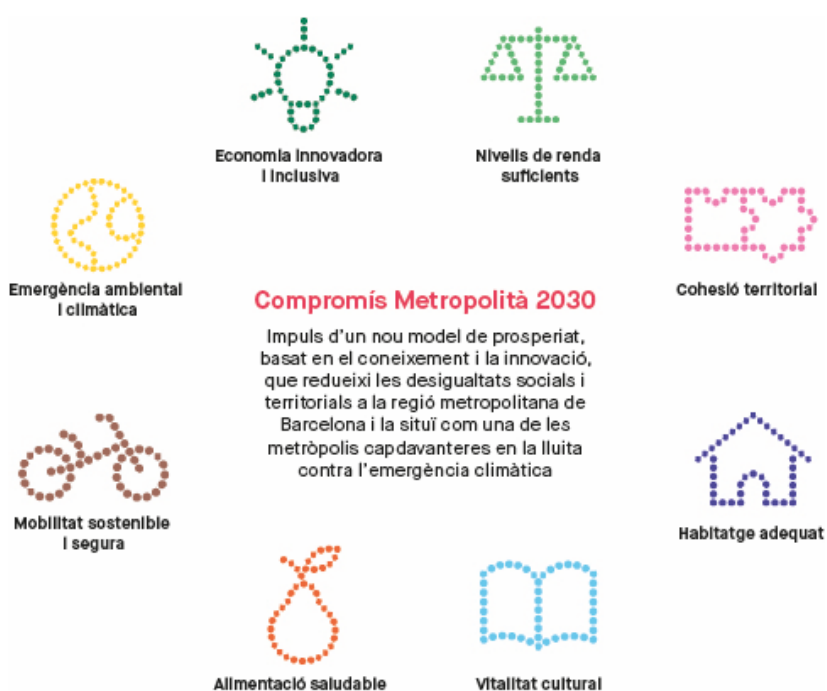 Economia innovadora
i inclusiva
Nivells de renda
suficients
Emergència ambiental
i climàtica
Cohesió territorial
Compromís Metropolità 2030
Impuls d'un nou model de prosperiat,
basat en el coneixement i la innovació,
que redueixi les desigualtats socials i
territorials a la regió metropolitana de
Barcelona i la situï com una de les
metròpolis capdavanteres en la lluita
contra l'emergència climàtica
Mobilitat sostenible
i segura
Habitatge adequat
Alimentació saludable
Vitalitat cultural